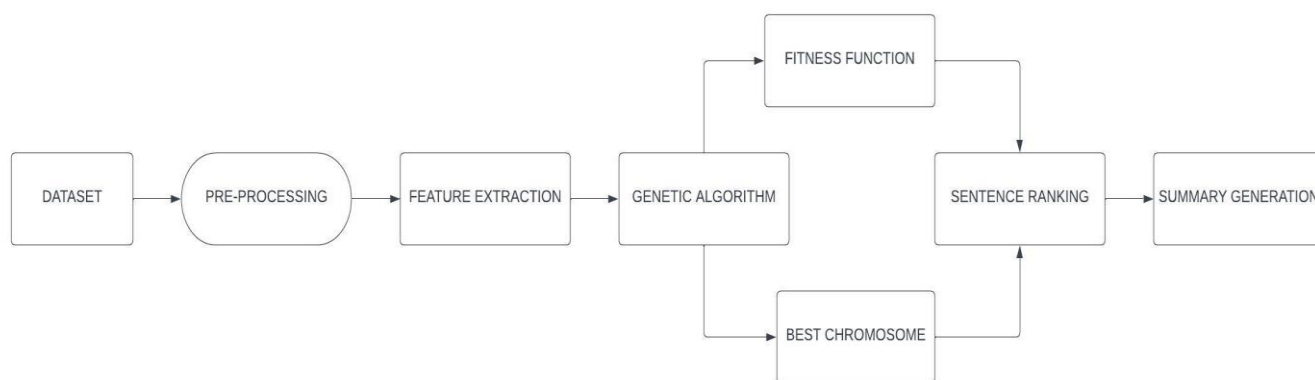 FITNESS FUNCTION
DATASET
PRE-PROCESSING
FEATURE EXTRACTION
GENETIC ALGORITHM
SENTENCE RANKING
SUMMARY GENERATION
BEST CHROMOSOME